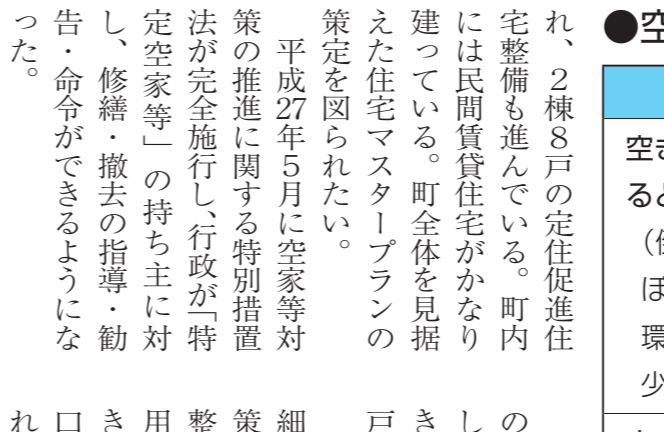 ●空
空き
ると
ぼ
環
少
れ、２棟８戸の定住促進住
宅整備も進んでいる。町内
には民間賃貸住宅がかなり
建っている。町全体を見据
えた住宅マスタープランの
策定を図られたい。
平成27年５月に空家等対
策の推進に関する特別措置
法が完全施行し、行政が「特
定空家等」の持ち主に対
し、修繕・撤去の指導・勧
告・命令ができるようにな
った。
の
し
き
戸
細
策
整
用
き
口
れ